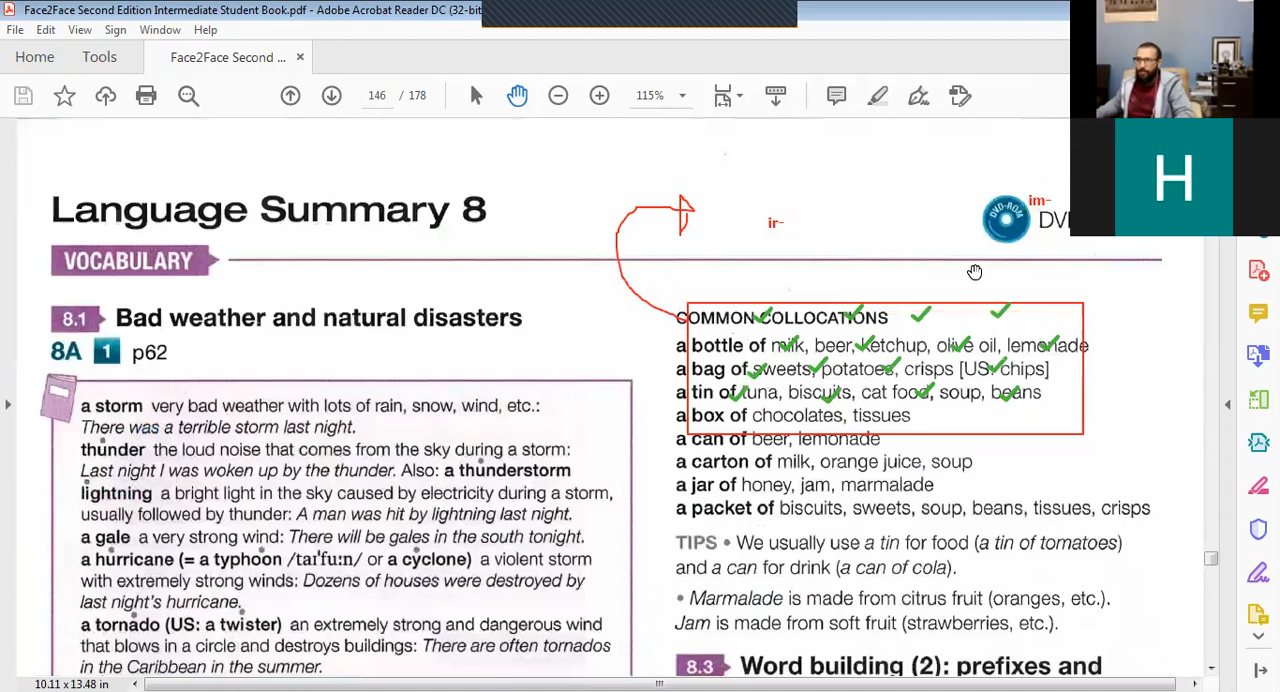 Face2Face Second Edition Intermediate Student Book.pdf - Adobe Acrobat Reader DC (32-bit
File Edit View Sign Window Help
Home Tools Face2Face Second ... ×
146 / 178 115%
H
Language Summary 8
ir-
DVD-ROM
im-
DV
VOCABULARY
8.1 Bad weather and natural disasters
8A 1 p62
a storm very bad weather with lots of rain, snow, wind, etc.:
There was a terrible storm last night.
thunder the loud noise that comes from the sky during a storm:
Last night I was woken up by the thunder. Also: a thunderstorm
lightning a bright light in the sky caused by electricity during a storm,
usually followed by thunder: A man was hit by lightning last night.
a gale a very strong wind: There will be gales in the south tonight.
a hurricane (= a typhoon /taɪˈfuːn/ or a cyclone) a violent storm
with extremely strong winds: Dozens of houses were destroyed by
last night's hurricane.
a tornado (US: a twister) an extremely strong and dangerous wind
that blows in a circle and destroys buildings: There are often tornados
in the Caribbean in the summer.
COMMON COLLOCATIONS
a bottle of milk, beer, ketchup, olive oil, lemonade
a bag of sweets, potatoes, crisps [US: chips]
a tin of tuna, biscuits, cat food, soup, beans
a box of chocolates, tissues
a can of beer, lemonade
a carton of milk, orange juice, soup
a jar of honey, jam, marmalade
a packet of biscuits, sweets, soup, beans, tissues, crisps
TIPS • We usually use a tin for food (a tin of tomatoes)
and a can for drink (a can of cola).
• Marmalade is made from citrus fruit (oranges, etc.).
Jam is made from soft fruit (strawberries, etc.).
8.3 Word building (2): prefixes and
10.11 x 13.48 in